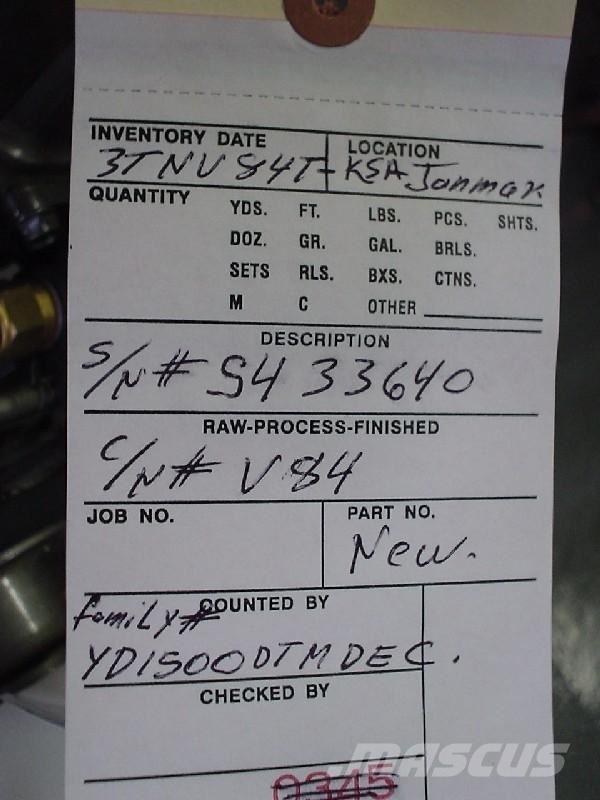 INVENTORY DATE LOCATION
3TNV84T-KSA Janmar
QUANTITY YDS. FT. LBS. PCS. SHTS.
DOZ. GR. GAL. BRLS.
SETS RLS. BXS. CTNS.
M C OTHER
DESCRIPTION
S/N# S4 33640
RAW-PROCESS-FINISHED
C/N# V84
JOB NO. PART NO.
New.
family# COUNTED BY
YD1500DTMDEC.
CHECKED BY
MASCUS
0345